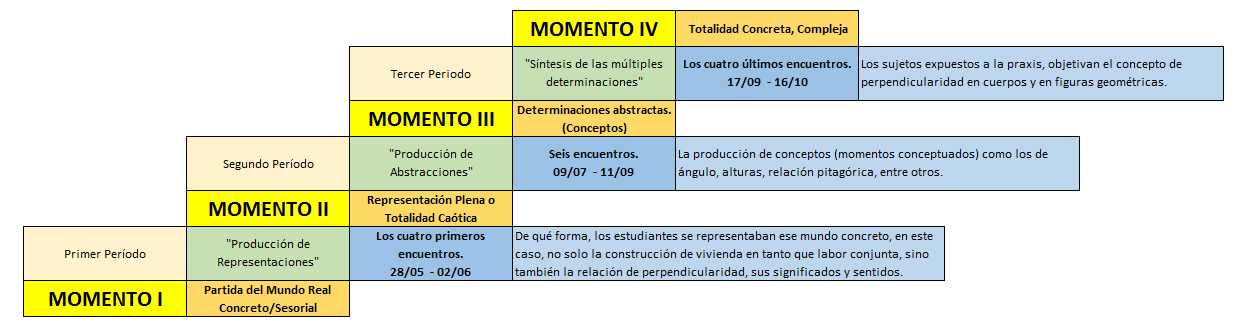 MOMENTO IV
Totalidad Concreta, Compleja
Tercer Periodo
"Síntesis de las múltiples
determinaciones"
Los cuatro últimos encuentros.
17/09 - 16/10
Los sujetos expuestos a la praxis, objetivan el concepto de
perpendicularidad en cuerpos y en figuras geométricas.
MOMENTO III
Determinaciones abstractas.
(Conceptos)
Segundo Período
"Producción de
Abstracciones"
Seis encuentros.
09/07 - 11/09
La producción de conceptos (momentos conceptuados) como los de
ángulo, alturas, relación pitagórica, entre otros.
MOMENTO II
Representación Plena o
Totalidad Caótica
Primer Período
"Producción de
Representaciones"
Los cuatro primeros
encuentros.
28/05 - 02/06
De qué forma, los estudiantes se representaban ese mundo concreto, en este
caso, no solo la construcción de vivienda en tanto que labor conjunta, sino
también la relación de perpendicularidad, sus significados y sentidos.
MOMENTO I
Partida del Mundo Real
Concreto/Sesorial